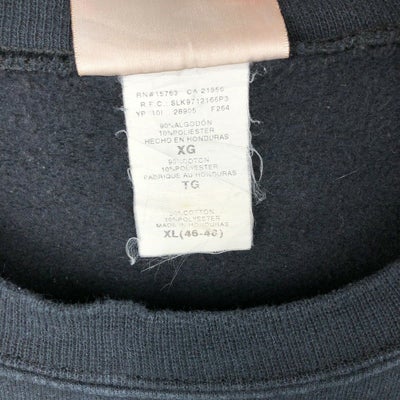 RN#15763 CA 21956
R.F.C. SLK9712166P3
YP 10I 28905 F264
90%ALGODÓN
10%POLIESTER
HECHO EN HONDURAS
XG
90%COTON
10%POLYESTER
FABRIQUE AU HONDURAS
TG
90%COTTON
10%POLYESTER
MADE IN HONDURAS
XL(46-48)